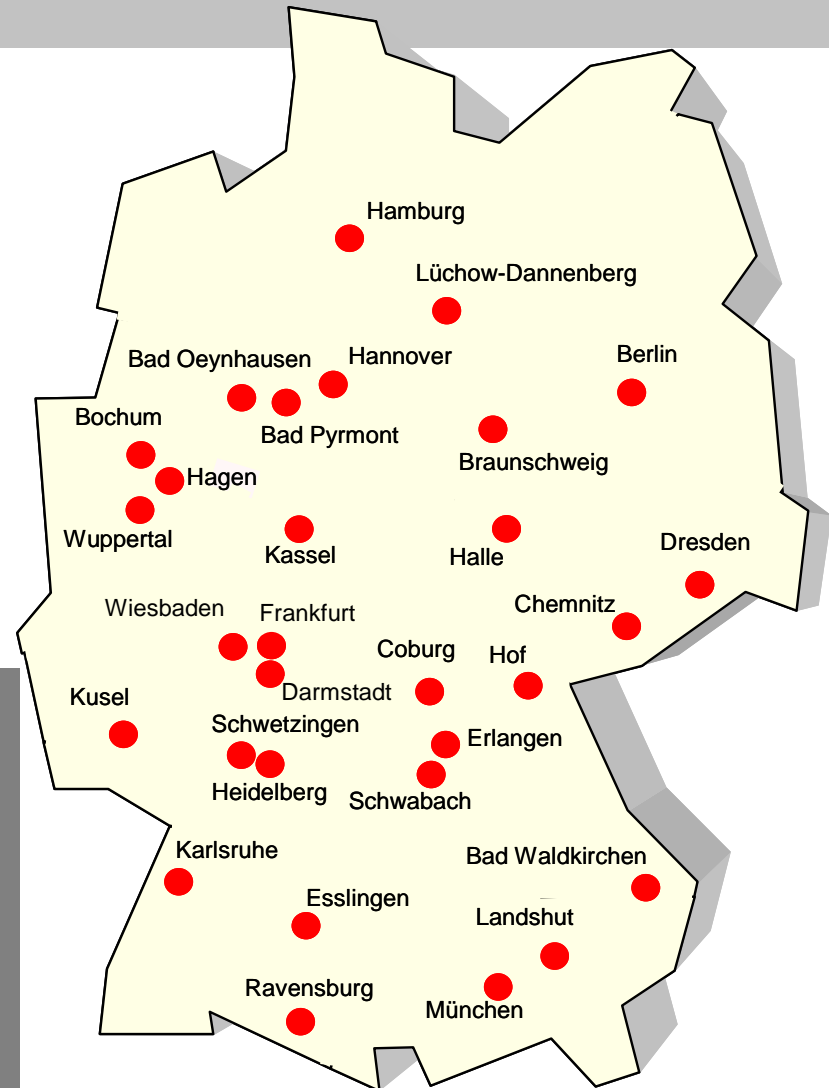 Hamburg
Lüchow-Dannenberg
Bad Oeynhausen
Hannover
Berlin
Bochum
Bad Pyrmont
Braunschweig
Hagen
Wuppertal
Kassel
Halle
Dresden
Wiesbaden
Frankfurt
Chemnitz
Coburg
Hof
Darmstadt
Kusel
Schwetzingen
Erlangen
Heidelberg
Schwabach
Karlsruhe
Bad Waldkirchen
Esslingen
Landshut
Ravensburg
München